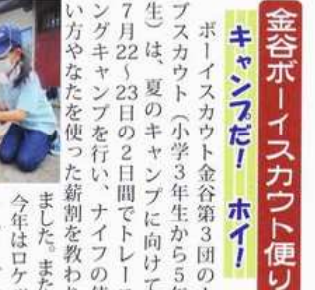 金谷ボーイスカウト便り
キャンプだ! ホイ!
ボーイスカウト金谷第3団の
ブスカウト(小学3年生から5年
生)は、夏のキャンプに向けて
7月22〜23日の2日間でトレー
ングキャンプを行い、ナイフの使
い方やなたを使った薪割を教わり
ました。また
今年はロケ